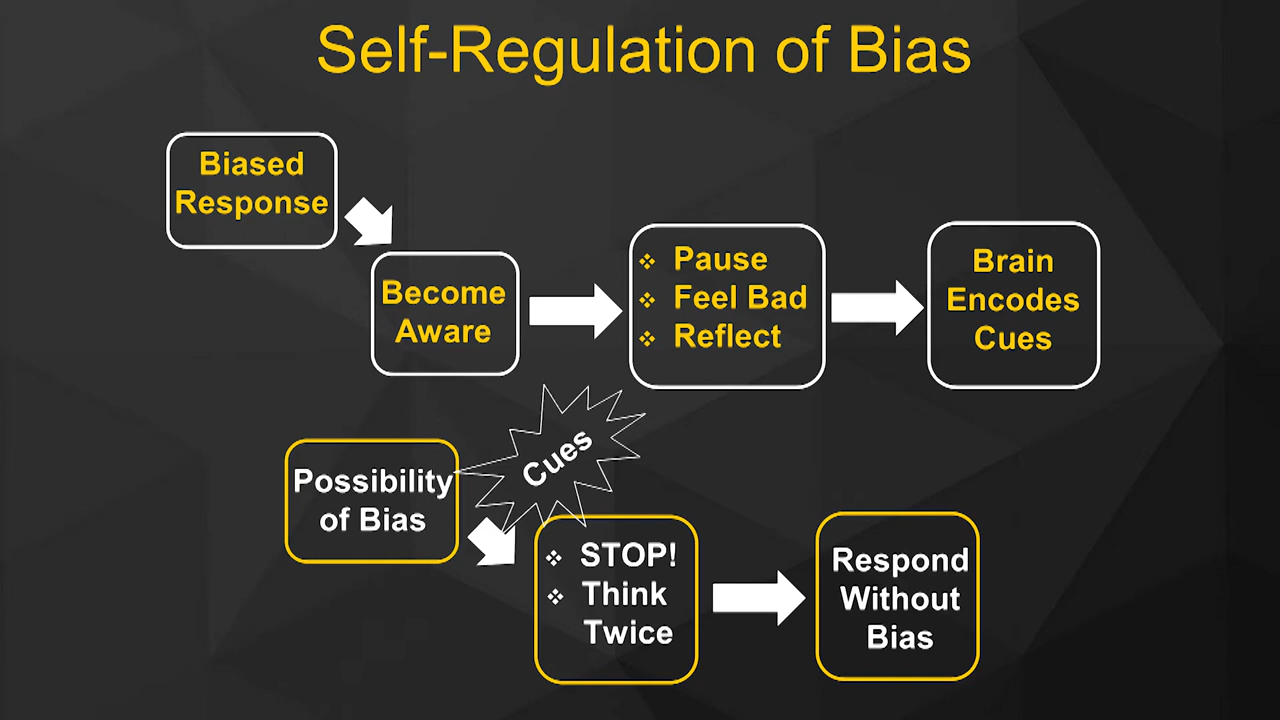 Self-Regulation of Bias
Biased
Response
Become
Aware
❖ Pause
❖ Feel Bad
❖ Reflect
Brain
Encodes
Cues
Possibility
of Bias
Cues
❖ STOP!
❖ Think
Twice
Respond
Without
Bias